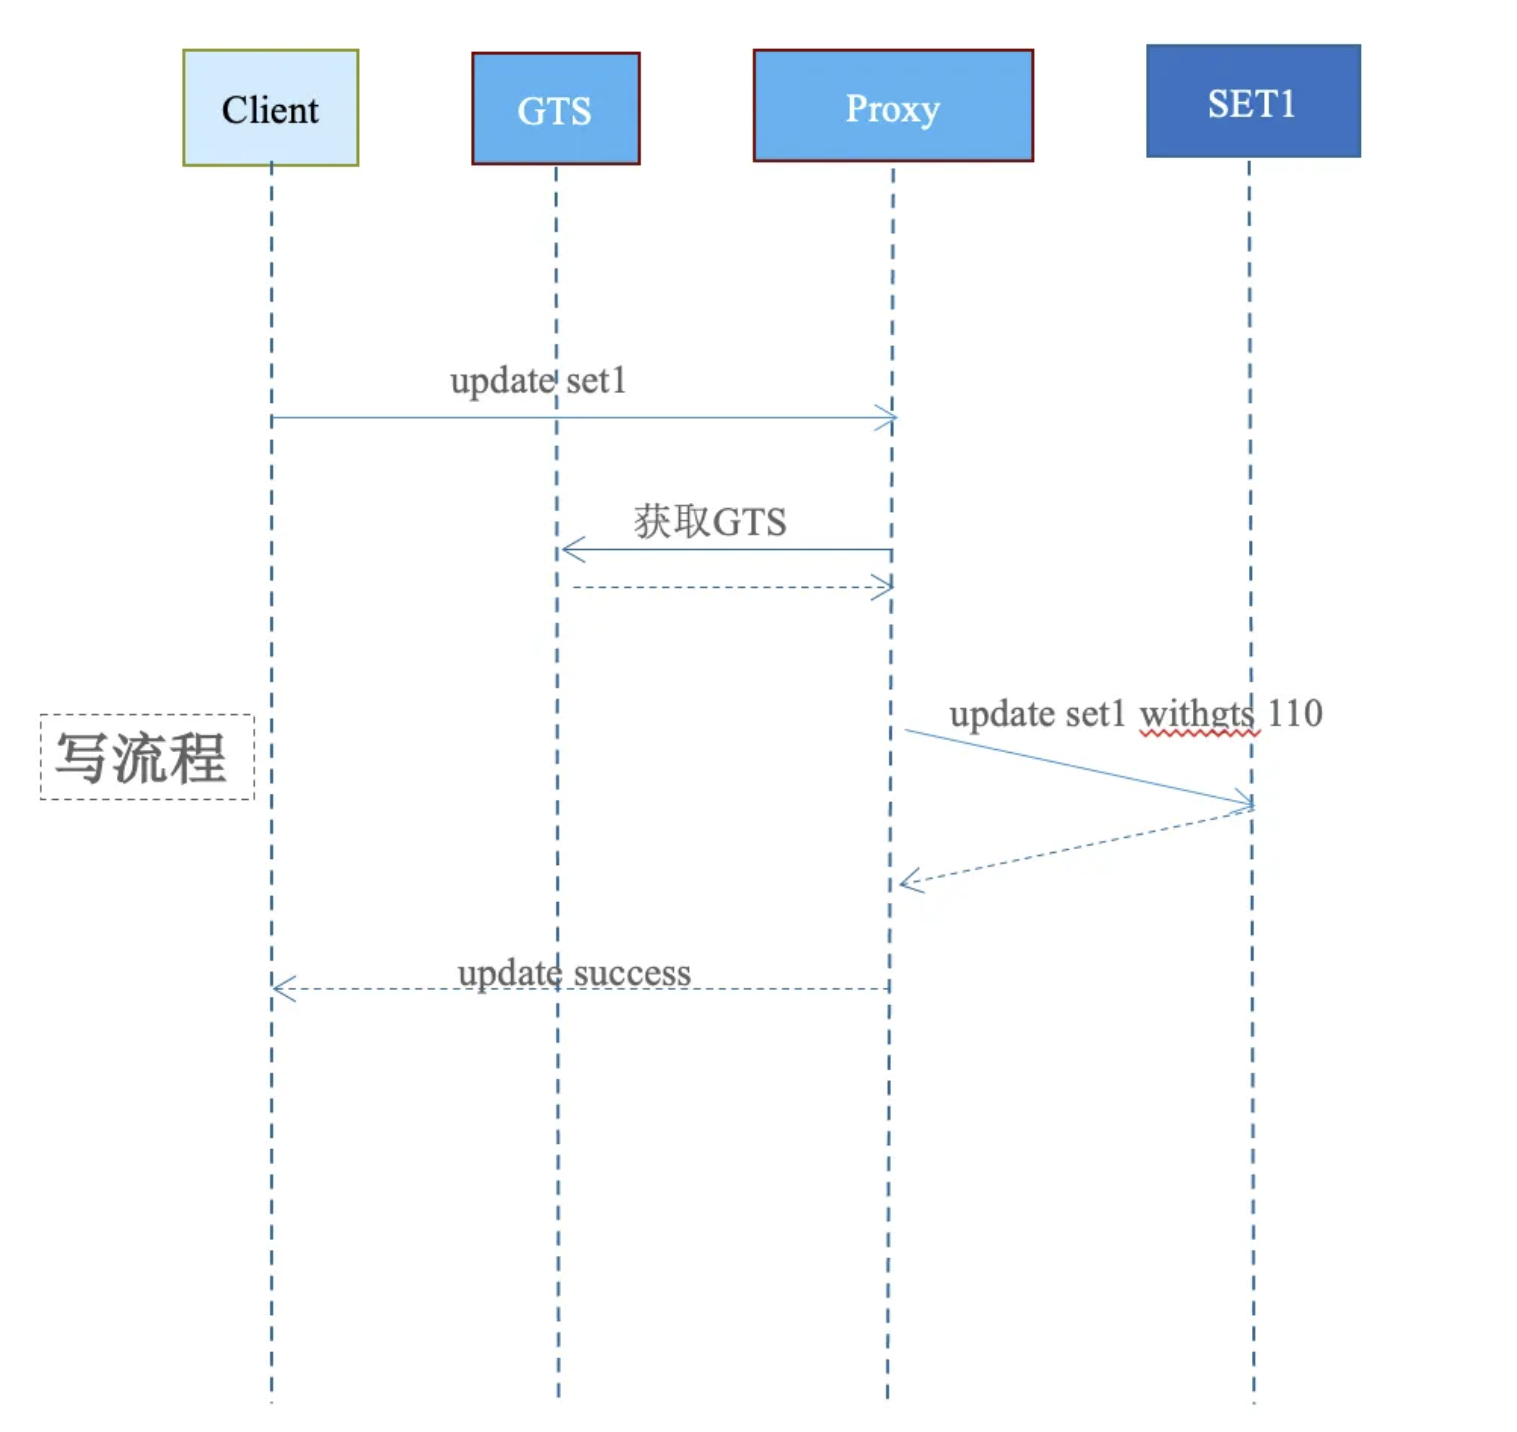 Client
GTS
Proxy
SET1
update set1
获取GTS
update set1 withgts 110
写流程
update success